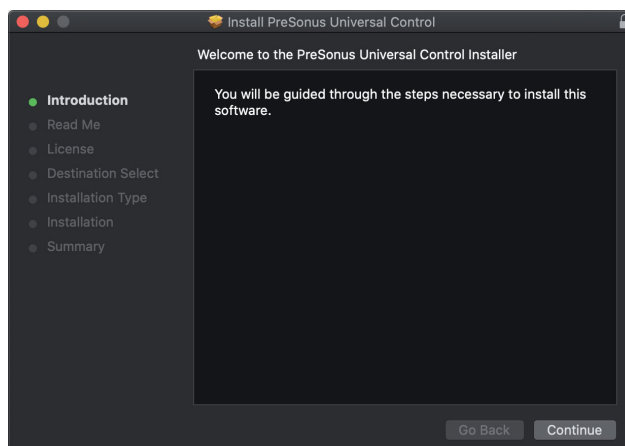 Install PreSonus Universal Control
Welcome to the PreSonus Universal Control Installer
Introduction
Read Me
License
Destination Select
Installation Type
Installation
Summary
You will be guided through the steps necessary to install this
software.
Go Back
Continue